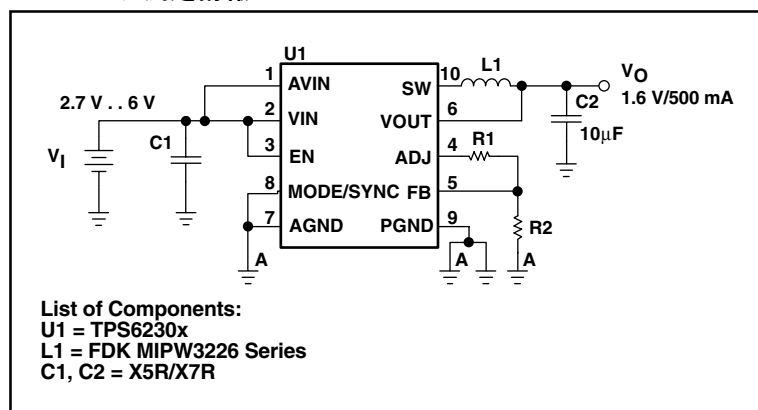 U1
L1
1
AVIN
SW
10
V_O
1.6 V/500 mA
2.7 V . . 6 V
2
VIN
VOUT
6
C2
10μF
C1
V_I
3
EN
ADJ
4
R1
8
MODE/SYNC
FB
5
7
AGND
PGND
9
R2
A
A
A
List of Components:
U1 = TPS6230x
L1 = FDK MIPW3226 Series
C1, C2 = X5R/X7R